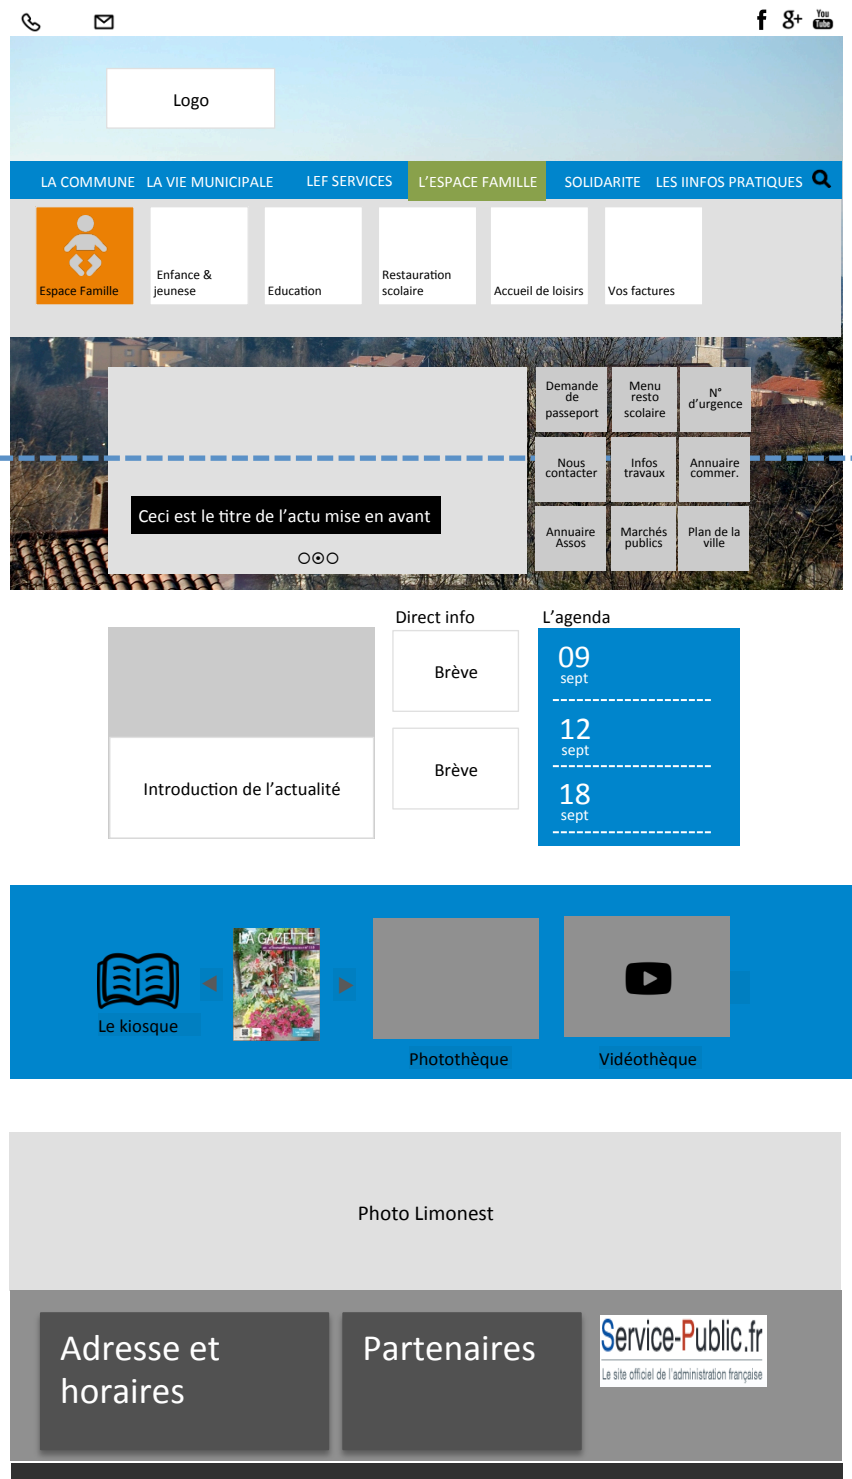 f g+ You Tube
Logo
LA COMMUNE LA VIE MUNICIPALE LEF SERVICES L'ESPACE FAMILLE SOLIDARITE LES IINFOS PRATIQUES
Espace Famille
Enfance &
jeunese
Education
Restauration
scolaire
Accueil de loisirs
Vos factures
Demande
de
passeport
Menu
resto
scolaire
N°
d'urgence
Nous
contacter
Infos
travaux
Annuaire
commer.
Annuaire
Assos
Marchés
publics
Plan de la
ville
Ceci est le titre de l'actu mise en avant
Introduction de l'actualité
Direct info
Brève
Brève
L'agenda
09
sept
12
sept
18
sept
Le kiosque
LA GAZETTE
Photothèque
Vidéothèque
Photo Limonest
Adresse et
horaires
Partenaires
Service-Public.fr
Le site officiel de l'administration française